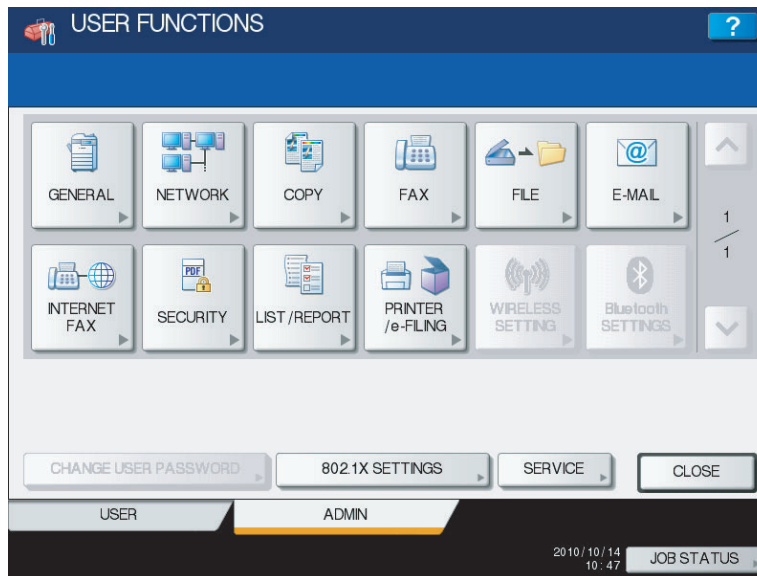 USER FUNCTIONS
?
GENERAL
NETWORK
COPY
FAX
FILE
@
E-MAIL
1
1
INTERNET
FAX
PDF
SECURITY
LIST/REPORT
PRINTER
/e-FILING
WIRELESS
SETTING
Bluetooth
SETTINGS
CHANGE USER PASSWORD
802.1X SETTINGS
SERVICE
CLOSE
USER
ADMIN
2010/10/14
10:47
JOB STATUS